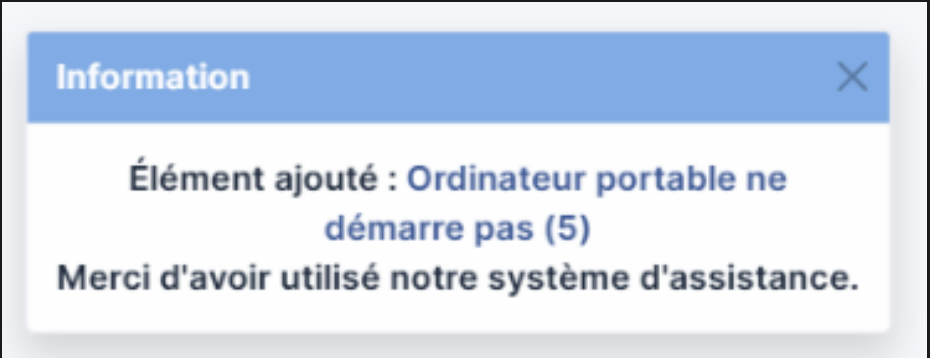 Information
Élément ajouté : Ordinateur portable ne
démarre pas (5)
Merci d'avoir utilisé notre système d'assistance.